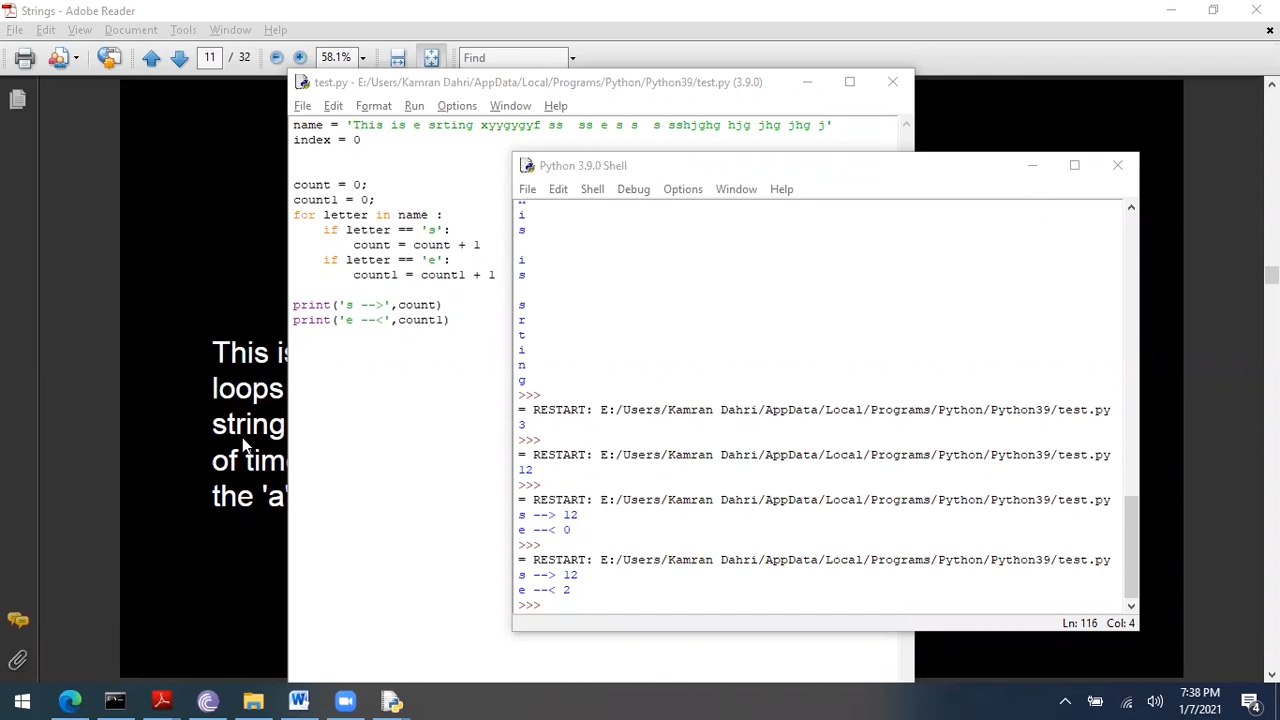 Strings - Adobe Reader
File Edit View Document Tools Window Help
11 / 32 58.1% Find
This is
loops
string
of time
the 'a'
test.py - E:/Users/Kamran Dahri/AppData/Local/Programs/Python/Python39/test.py (3.9.0)
File Edit Format Run Options Window Help
name = 'This is e srting xyygygyf ss  ss e s s  s sshjghg hjg jhg jhg j'
index = 0
count = 0;
count1 = 0;
for letter in name :
    if letter == 's':
        count = count + 1
    if letter == 'e':
        count1 = count1 + 1
print('s -->',count)
print('e --<',count1)
Python 3.9.0 Shell
File Edit Shell Debug Options Window Help
i
s
i
s
s
r
t
i
n
g
>>>
= RESTART: E:/Users/Kamran Dahri/AppData/Local/Programs/Python/Python39/test.py
3
>>>
= RESTART: E:/Users/Kamran Dahri/AppData/Local/Programs/Python/Python39/test.py
12
>>>
= RESTART: E:/Users/Kamran Dahri/AppData/Local/Programs/Python/Python39/test.py
s --> 12
e --< 0
>>>
= RESTART: E:/Users/Kamran Dahri/AppData/Local/Programs/Python/Python39/test.py
s --> 12
e --< 2
>>>
Ln: 116 Col: 4
7:38 PM
1/7/2021
4